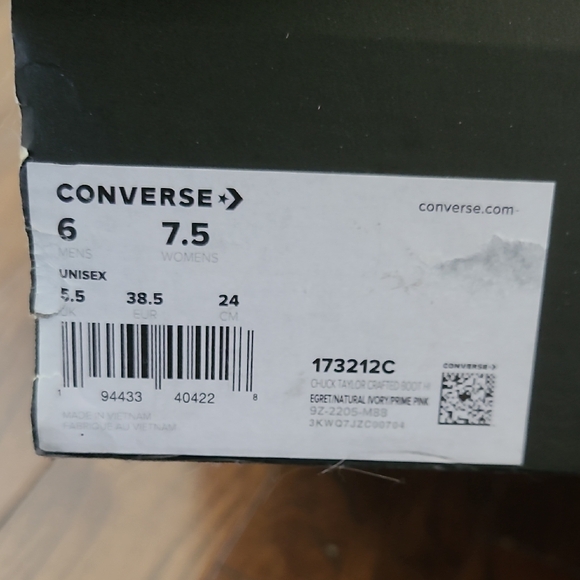 CONVERSE
converse.com
6 7.5
MENS WOMENS
UNISEX
5.5 38.5 24
UK EUR CM
1 94433 40422 8
MADE IN VIETNAM
FABRIQUE AU VIETNAM
173212C
CHUCK TAYLOR CRAFTED BOOT HI
EGRET/NATURAL IVORY/PRIME PINK
9Z-2205-M88
CONVERSE